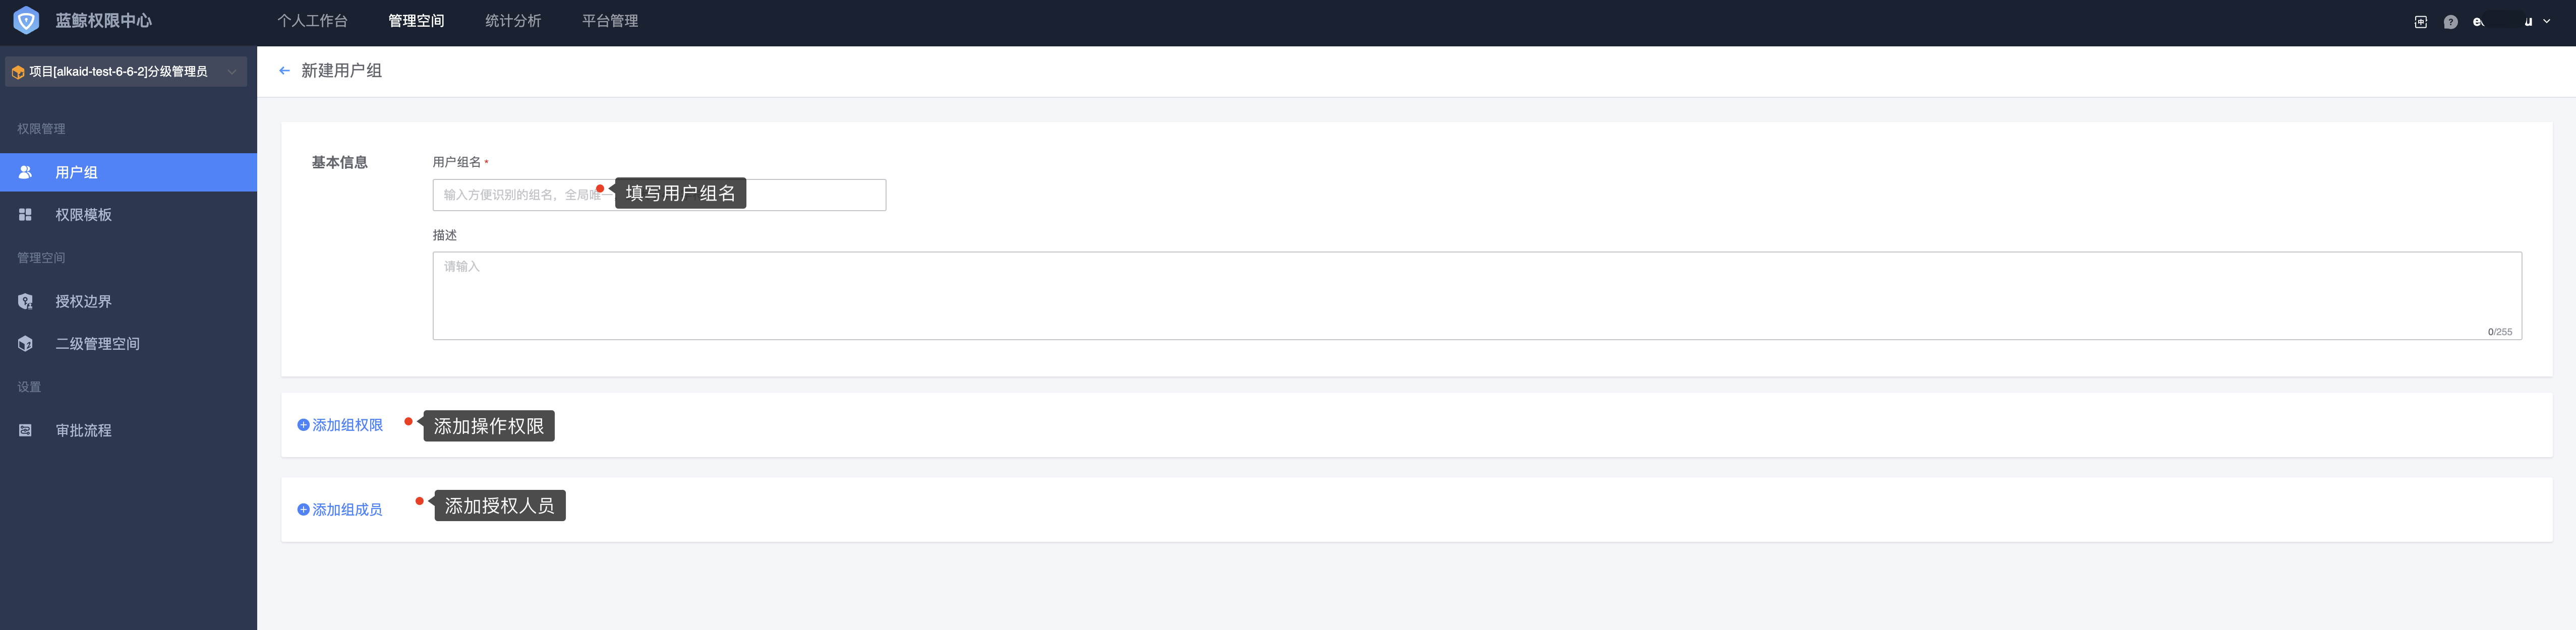 蓝鲸权限中心
个人工作台 管理空间 统计分析 平台管理
项目[alkaid-test-6-6-2]分级管理员
权限管理
用户组
权限模板
管理空间
授权边界
二级管理空间
设置
审批流程
新建用户组
基本信息
用户组名
输入方便识别的组名，全局唯一
填写用户组名
描述
请输入
0/255
添加组权限
添加操作权限
添加组成员
添加授权人员